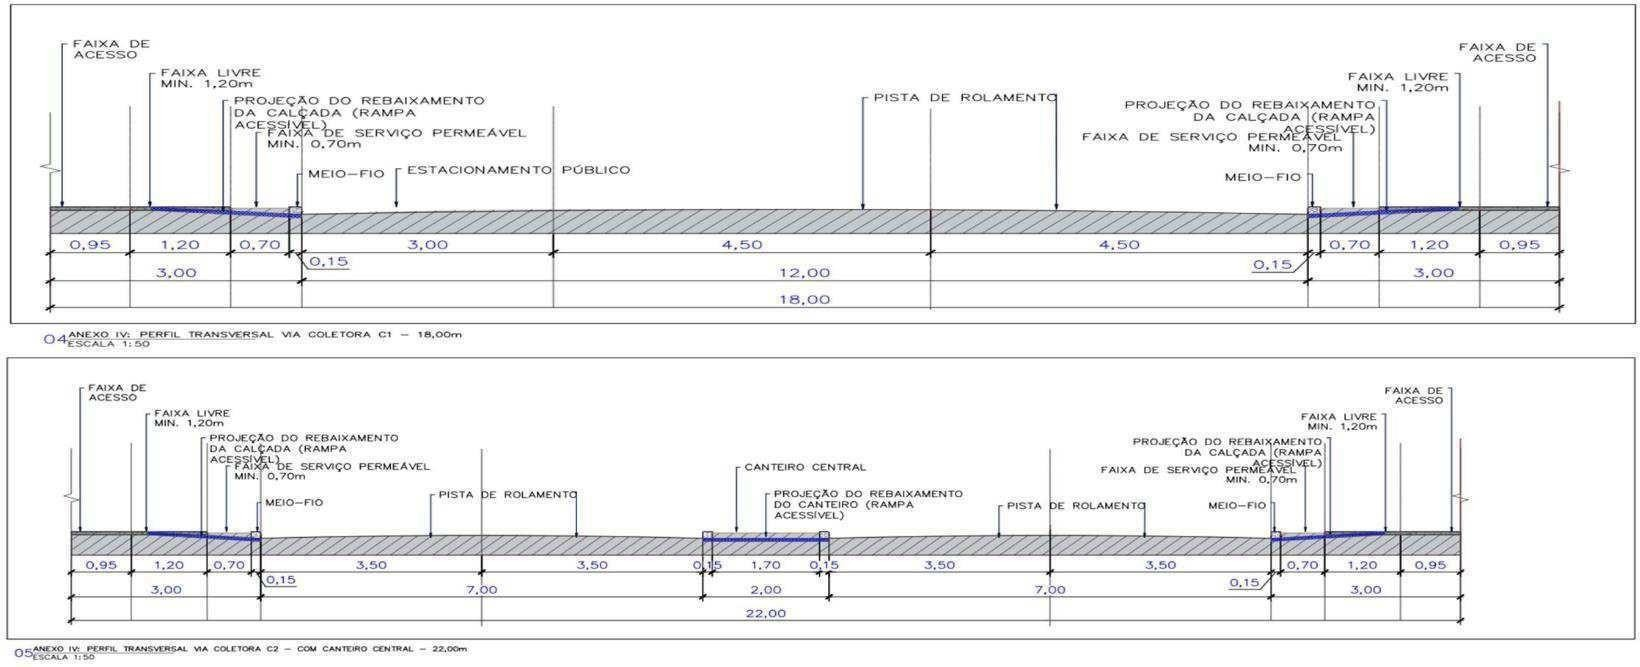 FAIXA DE
ACESSO
FAIXA LIVRE
MIN. 1,20m
PROJEÇÃO DO REBAIXAMENTO
DA CALÇADA (RAMPA
ACESSÍVEL)
FAIXA DE SERVIÇO PERMEÁVEL
MIN. 0,70m
MEIO-FIO
ESTACIONAMENTO PÚBLICO
PISTA DE ROLAMENTO
FAIXA DE
ACESSO
FAIXA LIVRE
MIN. 1,20m
PROJEÇÃO DO REBAIXAMENTO
DA CALÇADA (RAMPA
ACESSÍVEL)
FAIXA DE SERVIÇO PERMEÁVEL
MIN. 0,70m
MEIO-FIO
0,95 1,20 0,70 3,00 4,50 4,50 0,70 1,20 0,95
0,15 0,15
3,00 12,00 3,00
18,00
04 ANEXO IV: PERFIL TRANSVERSAL VIA COLETORA C1 – 18,00m
ESCALA 1:50
FAIXA DE
ACESSO
FAIXA LIVRE
MIN. 1,20m
PROJEÇÃO DO REBAIXAMENTO
DA CALÇADA (RAMPA
ACESSÍVEL)
FAIXA DE SERVIÇO PERMEÁVEL
MIN. 0,70m
MEIO-FIO
PISTA DE ROLAMENTO
CANTEIRO CENTRAL
PROJEÇÃO DO REBAIXAMENTO
DO CANTEIRO (RAMPA
ACESSÍVEL)
PISTA DE ROLAMENTO
FAIXA DE
ACESSO
FAIXA LIVRE
MIN. 1,20m
PROJEÇÃO DO REBAIXAMENTO
DA CALÇADA (RAMPA
ACESSÍVEL)
FAIXA DE SERVIÇO PERMEÁVEL
MIN. 0,70m
MEIO-FIO
0,95 1,20 0,70 3,50 3,50 0,15 1,70 0,15 3,50 3,50 0,70 1,20 0,95
0,15 0,15
3,00 7,00 2,00 7,00 3,00
22,00
05 ANEXO IV: PERFIL TRANSVERSAL VIA COLETORA C2 – COM CANTEIRO CENTRAL – 22,00m
ESCALA 1:50